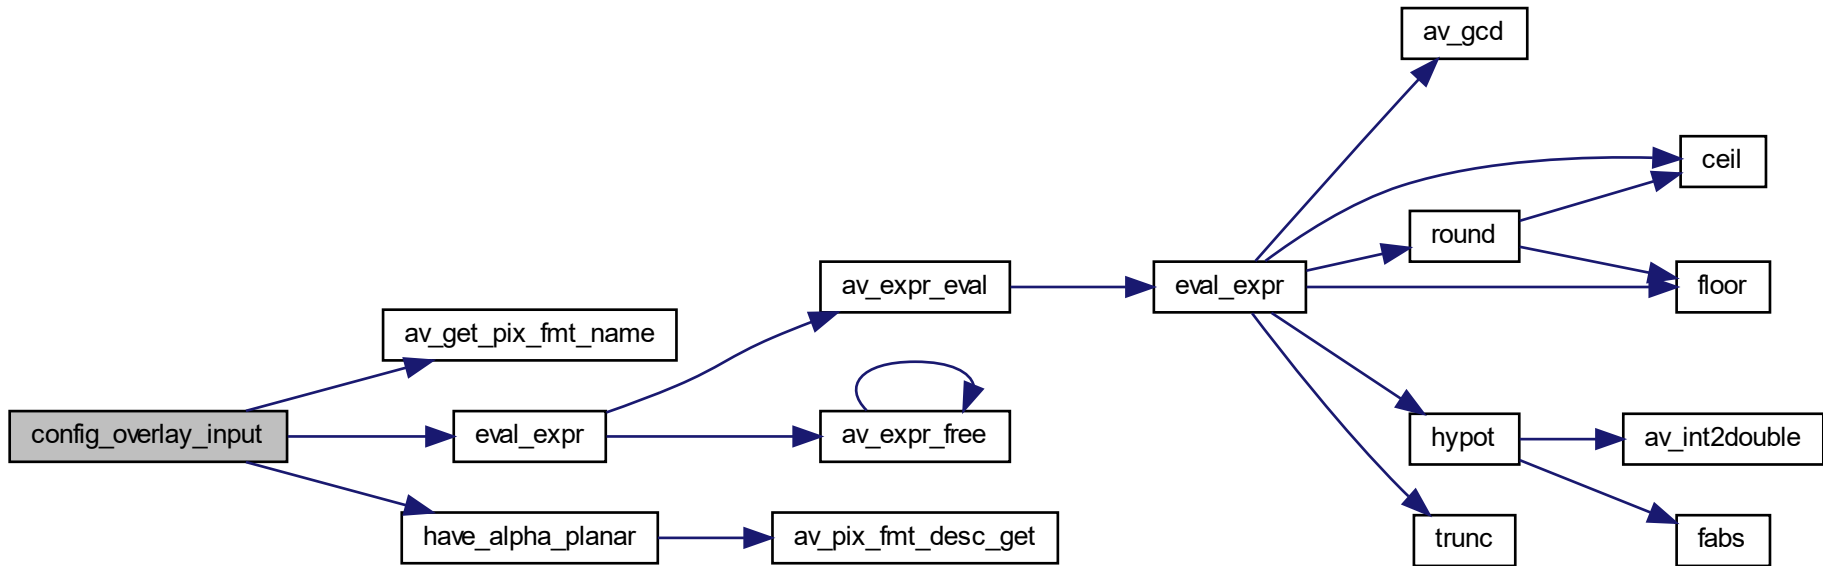 av_gcd
ceil
round
av_expr_eval
eval_expr
floor
av_get_pix_fmt_name
config_overlay_input
eval_expr
av_expr_free
hypot
av_int2double
have_alpha_planar
av_pix_fmt_desc_get
trunc
fabs